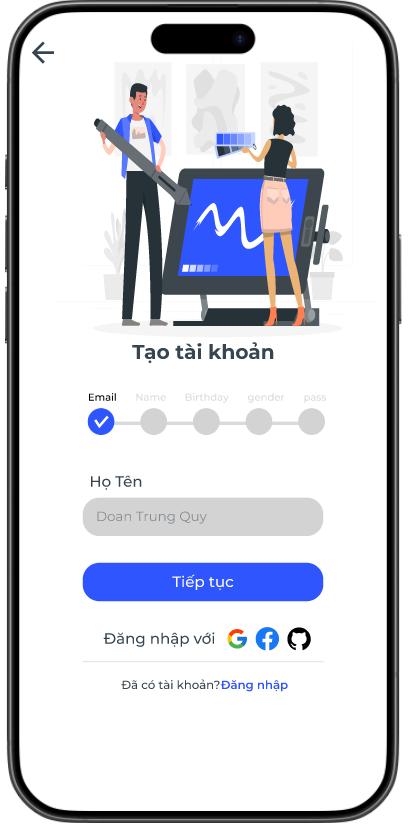 Tạo tài khoản
Email Name Birthday gender pass
Họ Tên
Doan Trung Quy
Tiếp tục
Đăng nhập với
Đã có tài khoản?Đăng nhập